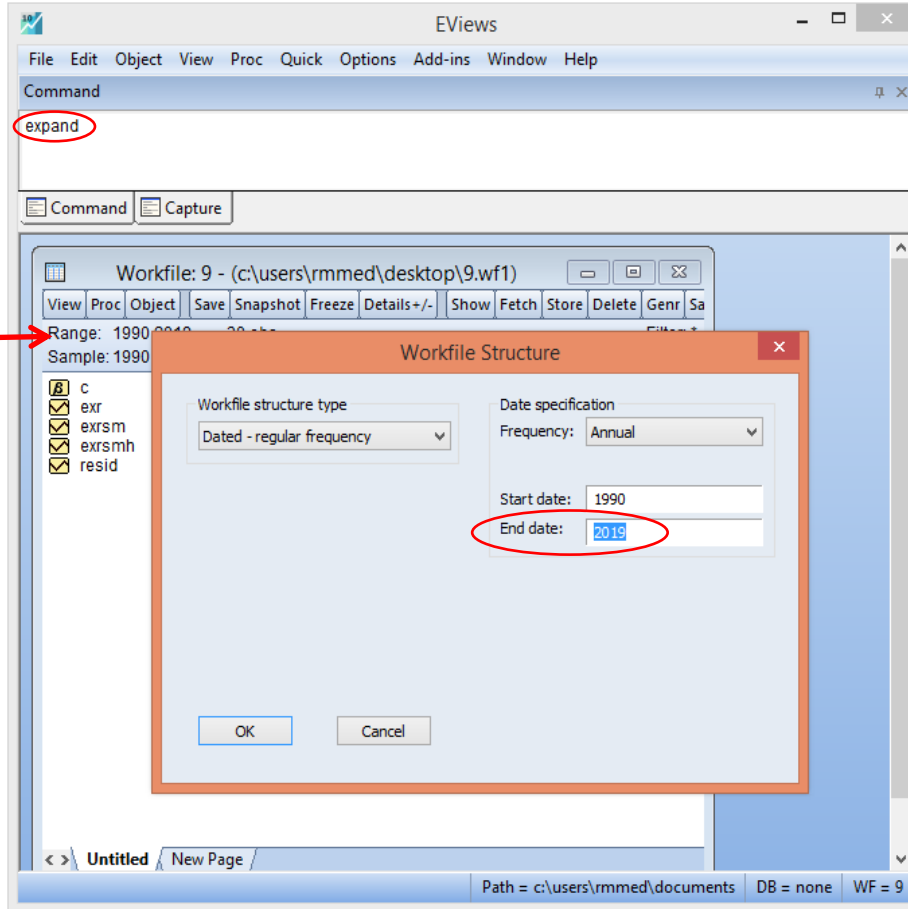 10
EViews
File Edit Object View Proc Quick Options Add-ins Window Help
Command
expand
Command Capture
Workfile: 9 - (c:\users\rmmed\desktop\9.wf1)
View Proc Object Save Snapshot Freeze Details+/- Show Fetch Store Delete Genr Sa
Range: 1990
Sample: 1990
Workfile Structure
c
exr
exrsm
exrsmh
resid
Workfile structure type
Dated - regular frequency
Date specification
Frequency: Annual
Start date: 1990
End date: 2019
OK Cancel
< > Untitled New Page
Path = c:\users\rmmed\documents DB = none WF = 9